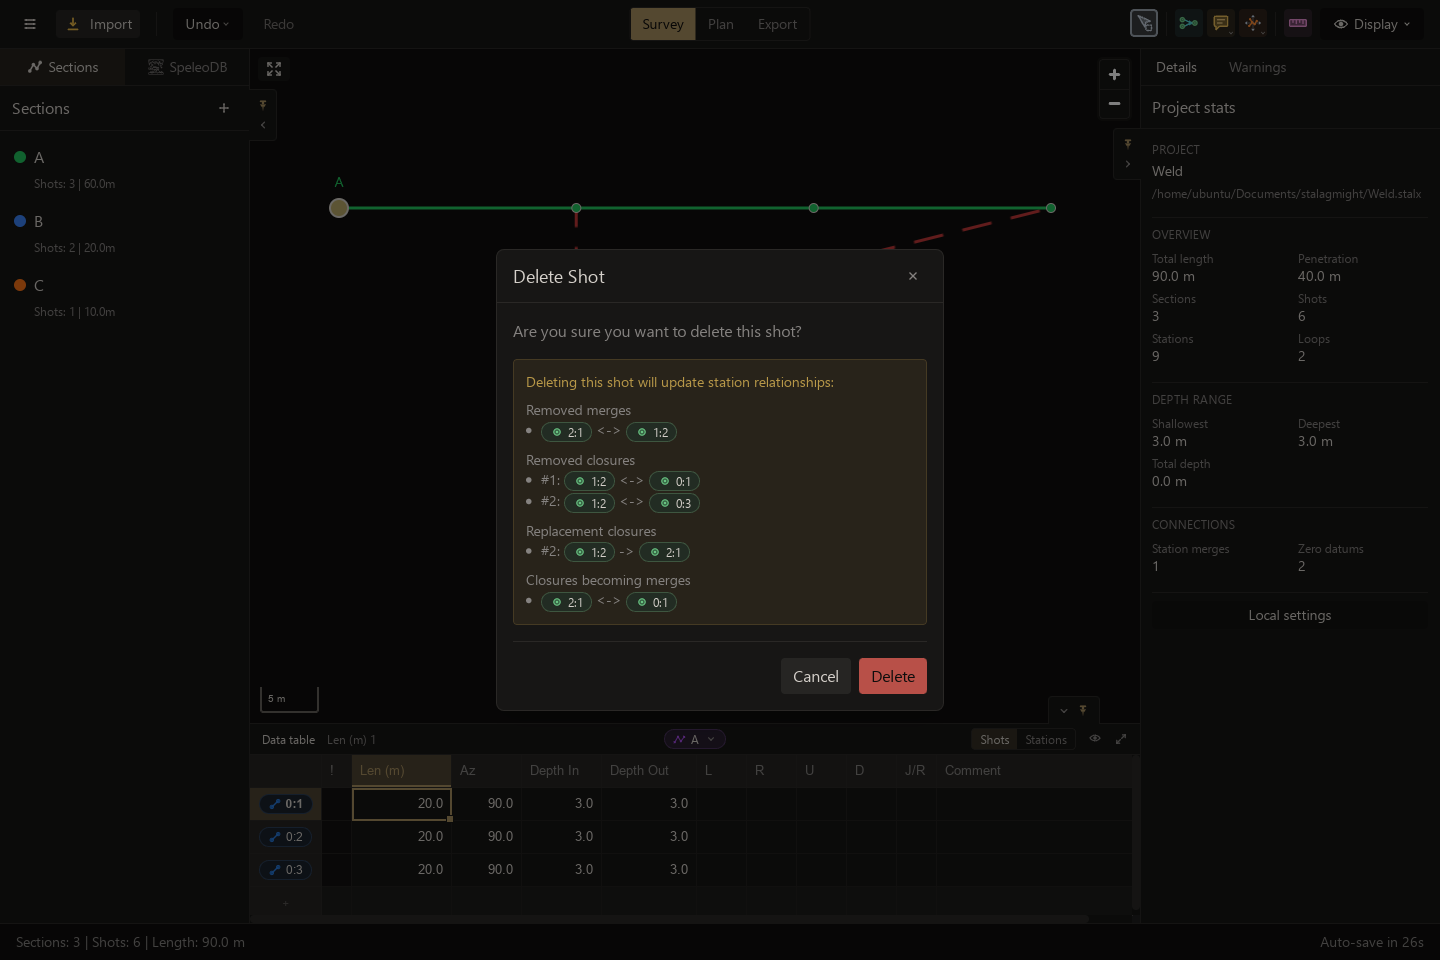 Import
Undo
Redo
Survey
Plan
Export
Display
Sections
SpeleoDB
Details
Warnings
Sections
+
A
Shots: 3 | 60.0m
B
Shots: 2 | 20.0m
C
Shots: 1 | 10.0m
A
5 m
Delete Shot
×
Are you sure you want to delete this shot?
Deleting this shot will update station relationships:
Removed merges
2:1 <-> 1:2
Removed closures
#1: 1:2 <-> 0:1
#2: 1:2 <-> 0:3
Replacement closures
#2: 1:2 -> 2:1
Closures becoming merges
2:1 <-> 0:1
Cancel
Delete
Project stats
PROJECT
Weld
/home/ubuntu/Documents/stalagmight/Weld.stalx
OVERVIEW
Total length Penetration
90.0 m 40.0 m
Sections Shots
3 6
Stations Loops
9 2
DEPTH RANGE
Shallowest Deepest
3.0 m 3.0 m
Total depth
0.0 m
CONNECTIONS
Station merges Zero datums
1 2
Local settings
Data table Len (m) 1
A
Shots Stations
! Len (m) Az Depth In Depth Out L R U D J/R Comment
0:1 20.0 90.0 3.0 3.0
0:2 20.0 90.0 3.0 3.0
0:3 20.0 90.0 3.0 3.0
+
Sections: 3 | Shots: 6 | Length: 90.0 m
Auto-save in 26s